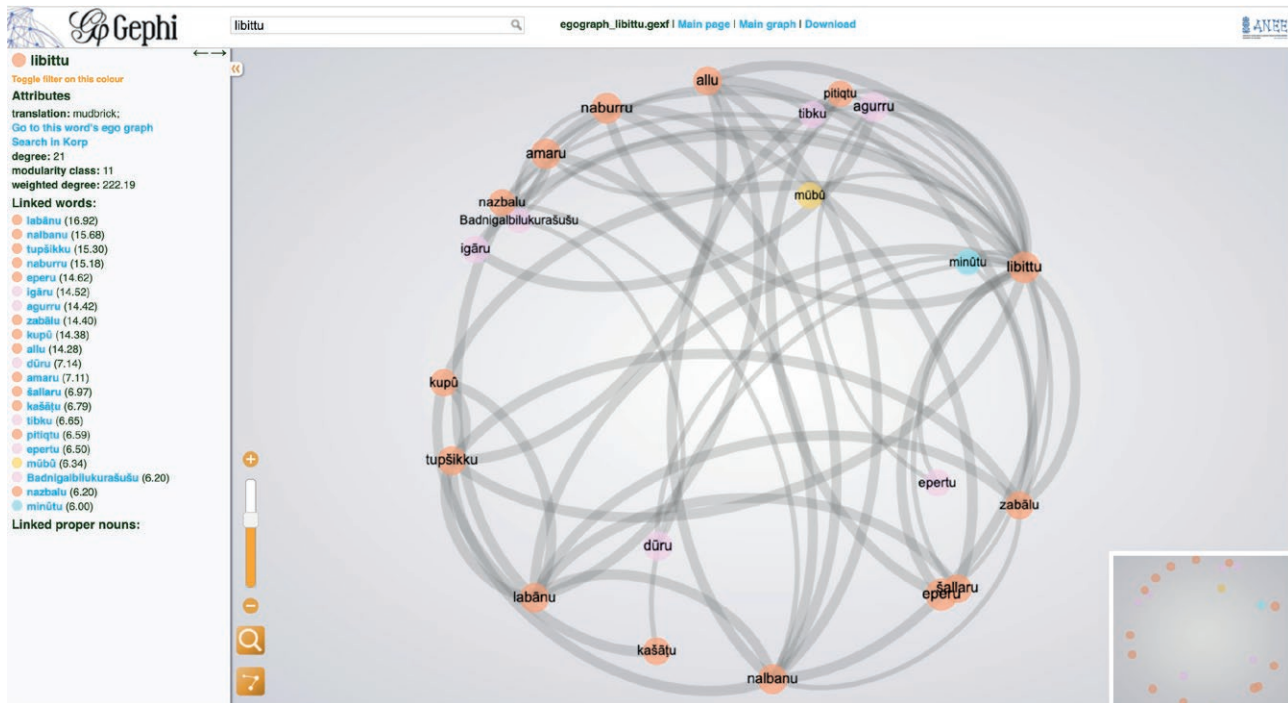 Gephi
libittu
egograph_libittu.gexf | Main page | Main graph | Download
ANEE
libittu
Toggle filter on this colour
Attributes
translation: mudbrick;
Go to this word's ego graph
Search in Korp
degree: 21
modularity class: 11
weighted degree: 222.19
Linked words:
labānu (16.92)
nalbanu (15.68)
tupšikku (15.30)
naburru (15.18)
eperu (14.62)
igāru (14.52)
agurru (14.42)
zabālu (14.40)
kupû (14.38)
allu (14.28)
dūru (7.14)
amaru (7.11)
šallaru (6.97)
kašāṭu (6.79)
tibku (6.65)
pitiqtu (6.59)
epertu (6.50)
mūbû (6.34)
Badnigalbilukurašušu (6.20)
nazbalu (6.20)
minûtu (6.00)
Linked proper nouns:
allu
pitiqtu
naburru
tibku
agurru
amaru
nazbalu
mūbû
Badnigalbilukurašušu
igāru
minûtu
libittu
kupû
tupšikku
epertu
zabālu
dūru
labānu
šallaru
eperu
kašāṭu
nalbanu